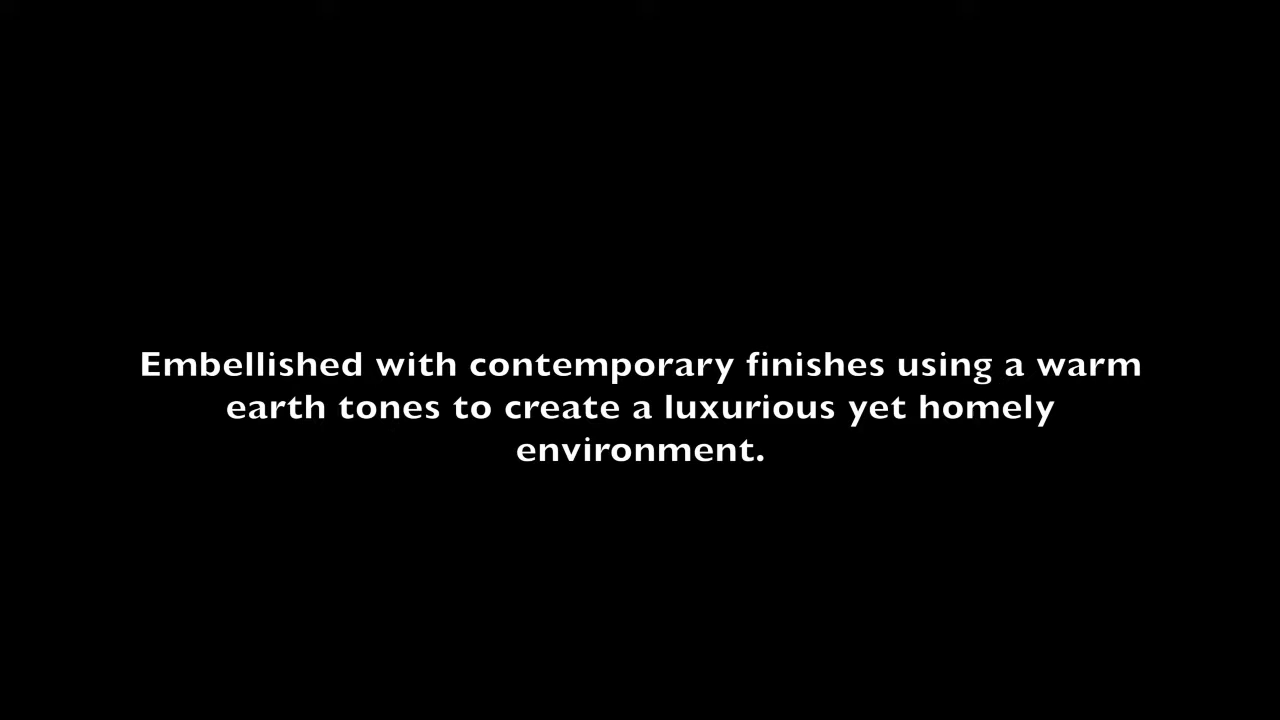 Embellished with contemporary finishes using a warm
earth tones to create a luxurious yet homely
environment.